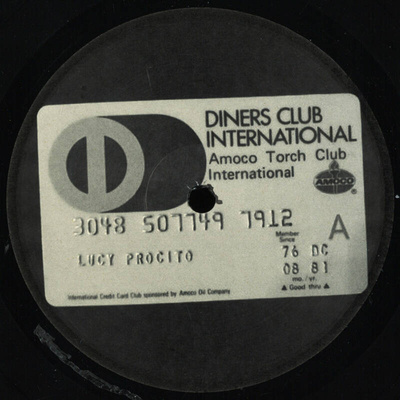 DINERS CLUB
INTERNATIONAL
Amoco Torch Club
International
AMOCO
3048 507749 7912
A
Member
Since
76 DC
LUCY PROCITO
08 81
mo. / yr.
International Credit Card Club sponsored by Amoco Oil Company
▲ Good thru ▲